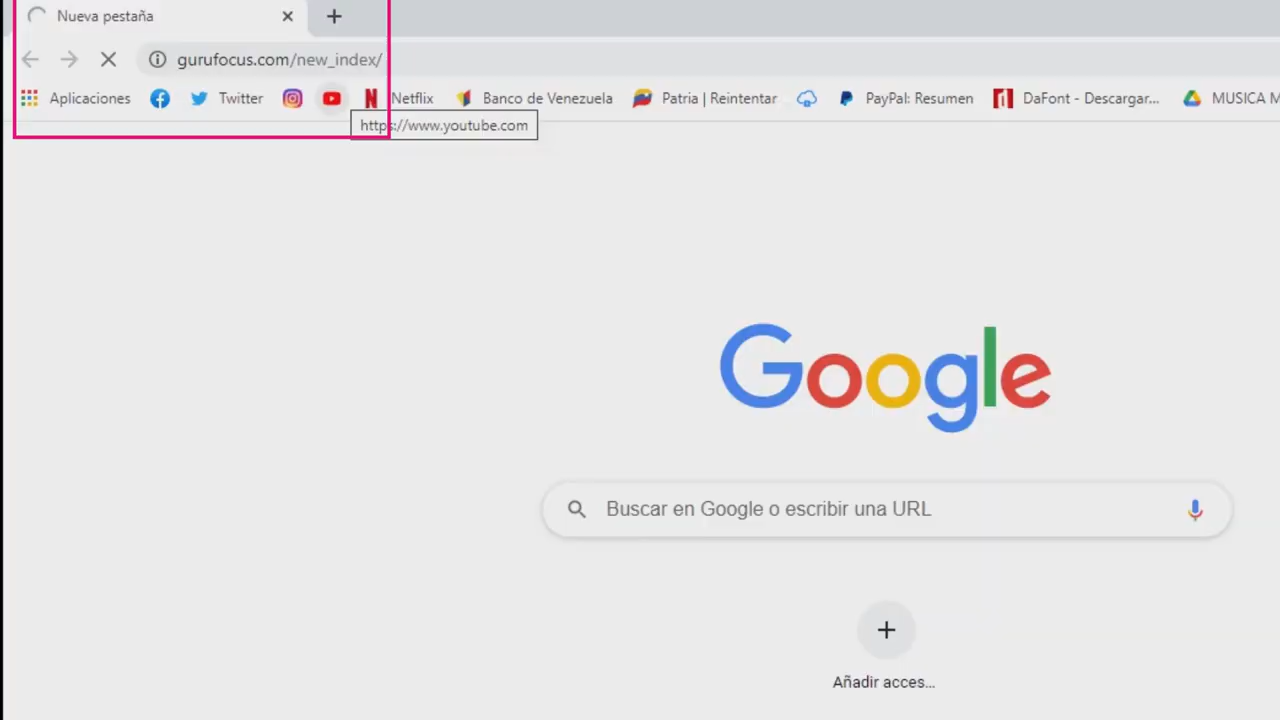 Nueva pestaña
gurufocus.com/new_index/
Aplicaciones Twitter Netflix Banco de Venezuela Patria | Reintentar PayPal: Resumen DaFont - Descargar... MUSICA M
https://www.youtube.com
Google
Buscar en Google o escribir una URL
Añadir acces...